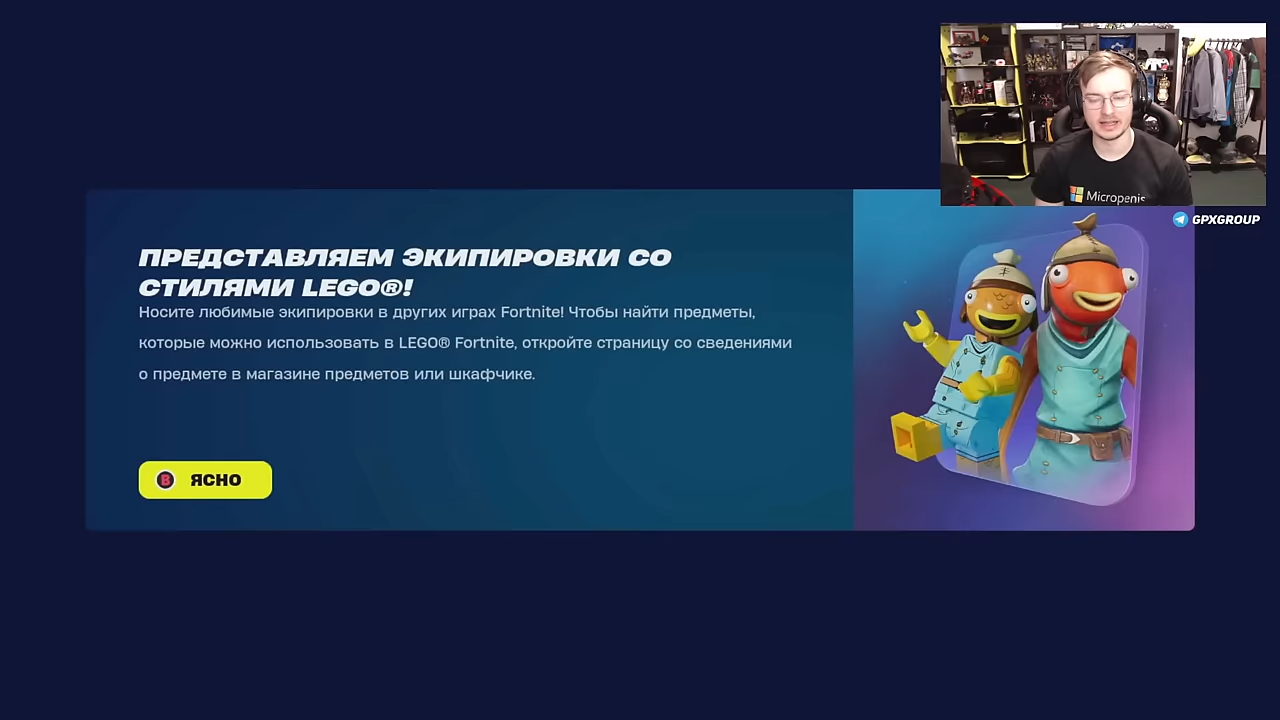 Micropenis
GPXGROUP
ПРЕДСТАВЛЯЕМ ЭКИПИРОВКИ СО
СТИЛЯМИ LEGO®!
Носите любимые экипировки в других играх Fortnite! Чтобы найти предметы,
которые можно использовать в LEGO® Fortnite, откройте страницу со сведениями
о предмете в магазине предметов или шкафчике.
B ЯСНО